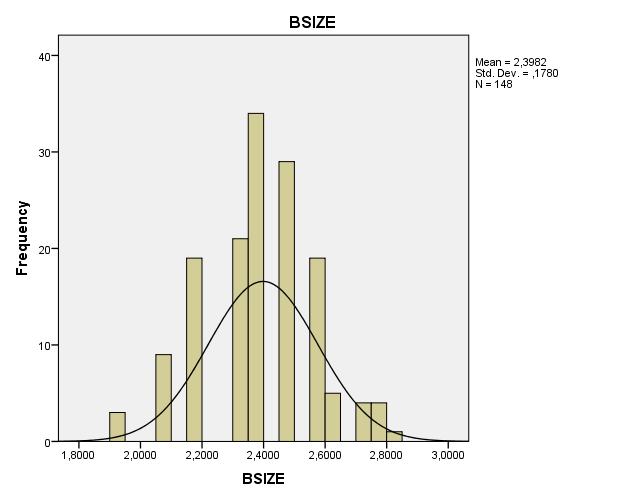 BSIZE
Mean = 2,3982
Std. Dev. = ,1780
N = 148
40
30
20
10
0
Frequency
1,8000 2,0000 2,2000 2,4000 2,6000 2,8000 3,0000
BSIZE